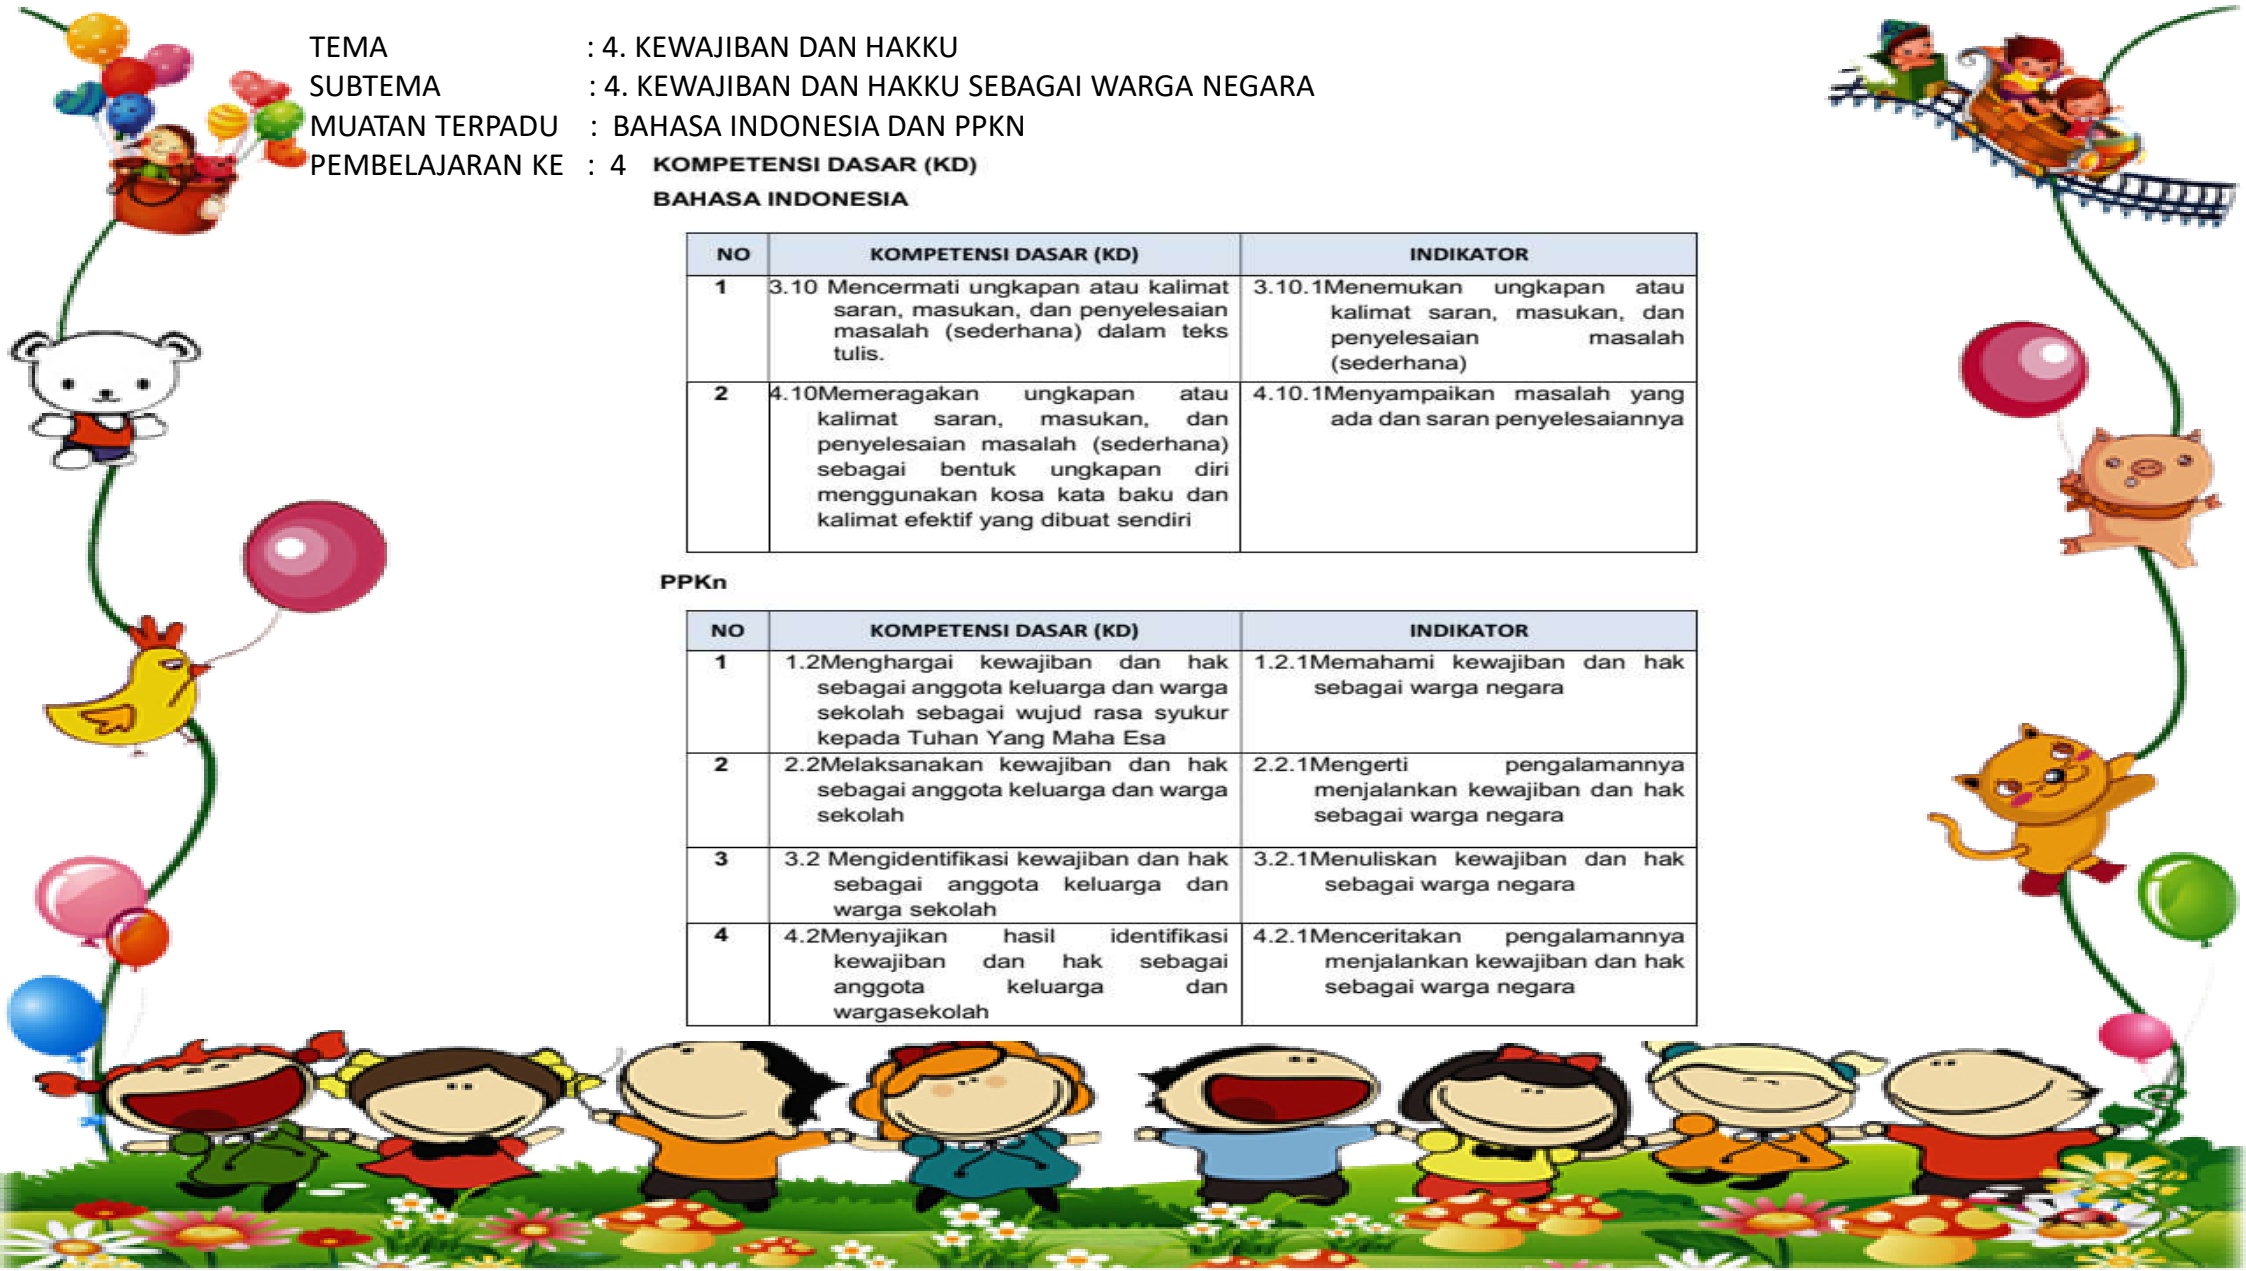 TEMA : 4. KEWAJIBAN DAN HAKKU
SUBTEMA : 4. KEWAJIBAN DAN HAKKU SEBAGAI WARGA NEGARA
MUATAN TERPADU : BAHASA INDONESIA DAN PPKN
PEMBELAJARAN KE : 4
KOMPETENSI DASAR (KD)
BAHASA INDONESIA
NO KOMPETENSI DASAR (KD) INDIKATOR
1
3.10 Mencermati ungkapan atau kalimat
saran, masukan, dan penyelesaian
masalah (sederhana) dalam teks
tulis.
3.10.1Menemukan ungkapan atau
kalimat saran, masukan, dan
penyelesaian masalah
(sederhana)
2
4.10Memeragakan ungkapan atau
kalimat saran, masukan, dan
penyelesaian masalah (sederhana)
sebagai bentuk ungkapan diri
menggunakan kosa kata baku dan
kalimat efektif yang dibuat sendiri
4.10.1Menyampaikan masalah yang
ada dan saran penyelesaiannya
PPKn
NO KOMPETENSI DASAR (KD) INDIKATOR
1
1.2Menghargai kewajiban dan hak
sebagai anggota keluarga dan warga
sekolah sebagai wujud rasa syukur
kepada Tuhan Yang Maha Esa
1.2.1Memahami kewajiban dan hak
sebagai warga negara
2
2.2Melaksanakan kewajiban dan hak
sebagai anggota keluarga dan warga
sekolah
2.2.1Mengerti pengalamannya
menjalankan kewajiban dan hak
sebagai warga negara
3
3.2 Mengidentifikasi kewajiban dan hak
sebagai anggota keluarga dan
warga sekolah
3.2.1Menuliskan kewajiban dan hak
sebagai warga negara
4
4.2Menyajikan hasil identifikasi
kewajiban dan hak sebagai
anggota keluarga dan
wargasekolah
4.2.1Menceritakan pengalamannya
menjalankan kewajiban dan hak
sebagai warga negara